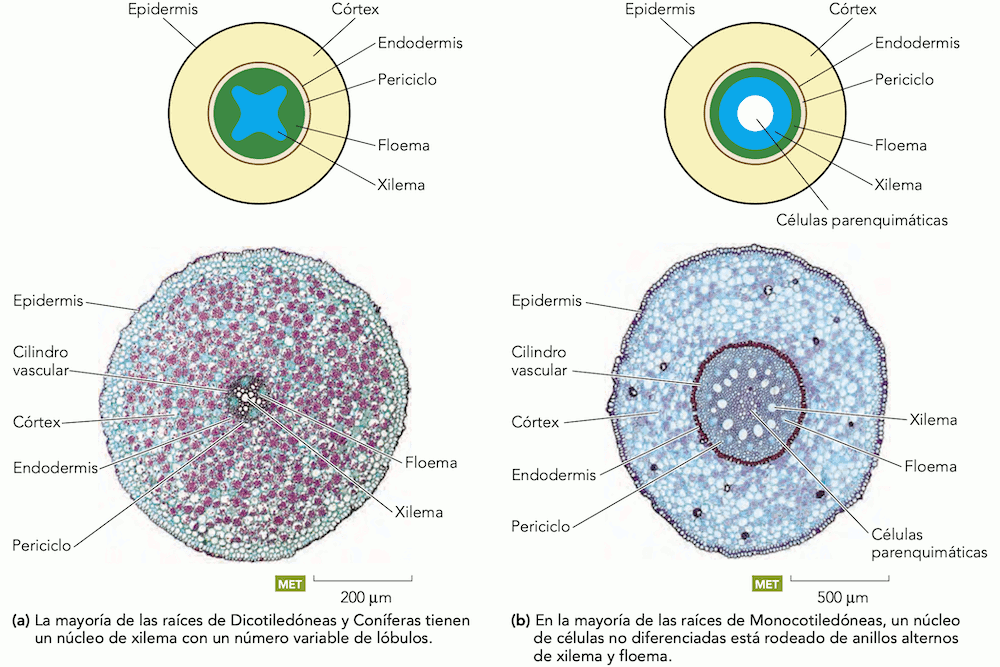 Epidermis
Córtex
Endodermis
Periciclo
Floema
Xilema
Epidermis
Cilindro
vascular
Córtex
Endodermis
Periciclo
Floema
Xilema
MET
200 μm
(a) La mayoría de las raíces de Dicotiledóneas y Coníferas tienen
un núcleo de xilema con un número variable de lóbulos.
Epidermis
Córtex
Endodermis
Periciclo
Floema
Xilema
Células parenquimáticas
Epidermis
Cilindro
vascular
Córtex
Endodermis
Periciclo
Xilema
Floema
Células
parenquimáticas
MET
500 μm
(b) En la mayoría de las raíces de Monocotiledóneas, un núcleo
de células no diferenciadas está rodeado de anillos alternos
de xilema y floema.